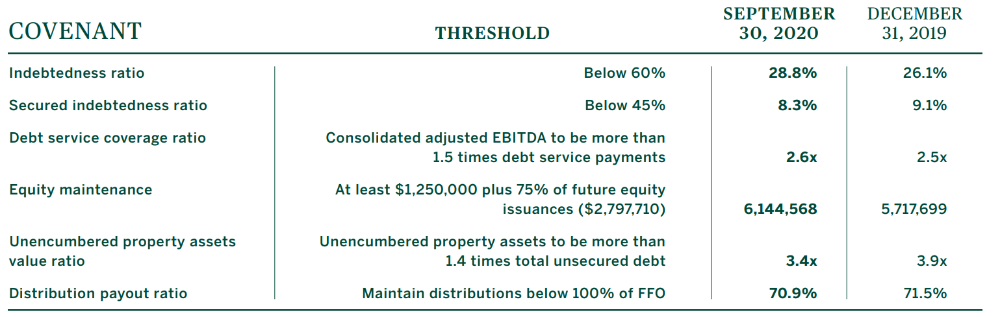 COVENANT THRESHOLD SEPTEMBER 30, 2020 DECEMBER 31, 2019
Indebtedness ratio Below 60% 28.8% 26.1%
Secured indebtedness ratio Below 45% 8.3% 9.1%
Debt service coverage ratio Consolidated adjusted EBITDA to be more than
1.5 times debt service payments 2.6x 2.5x
Equity maintenance At least $1,250,000 plus 75% of future equity
issuances ($2,797,710) 6,144,568 5,717,699
Unencumbered property assets Unencumbered property assets to be more than
value ratio 1.4 times total unsecured debt 3.4x 3.9x
Distribution payout ratio Maintain distributions below 100% of FFO 70.9% 71.5%